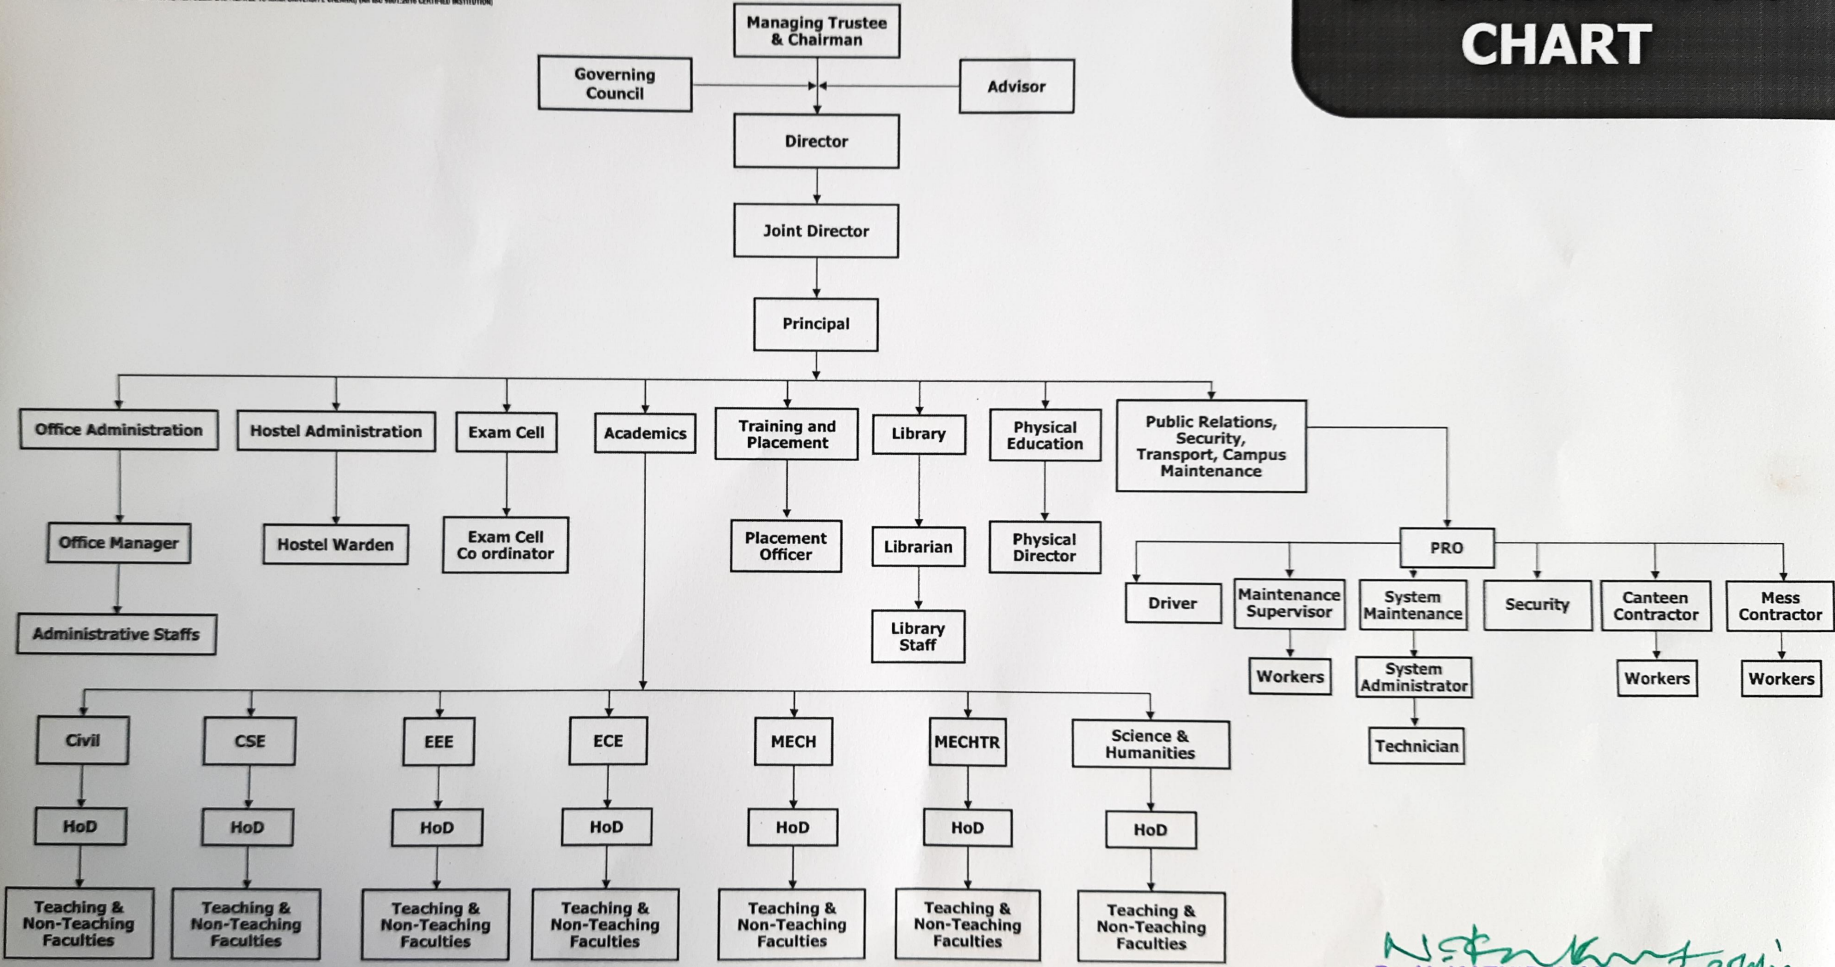 CHART
Managing Trustee
& Chairman
Governing
Council
Advisor
Director
Joint Director
Principal
Office Administration
Hostel Administration
Exam Cell
Academics
Training and
Placement
Library
Physical
Education
Public Relations,
Security,
Transport, Campus
Maintenance
Office Manager
Hostel Warden
Exam Cell
Co ordinator
Placement
Officer
Librarian
Physical
Director
PRO
Administrative Staffs
Library
Staff
Driver
Maintenance
Supervisor
System
Maintenance
Security
Canteen
Contractor
Mess
Contractor
Workers
System
Administrator
Workers
Workers
Technician
Civil
CSE
EEE
ECE
MECH
MECHTR
Science &
Humanities
HoD
HoD
HoD
HoD
HoD
HoD
HoD
Teaching &
Non-Teaching
Faculties
Teaching &
Non-Teaching
Faculties
Teaching &
Non-Teaching
Faculties
Teaching &
Non-Teaching
Faculties
Teaching &
Non-Teaching
Faculties
Teaching &
Non-Teaching
Faculties
Teaching &
Non-Teaching
Faculties